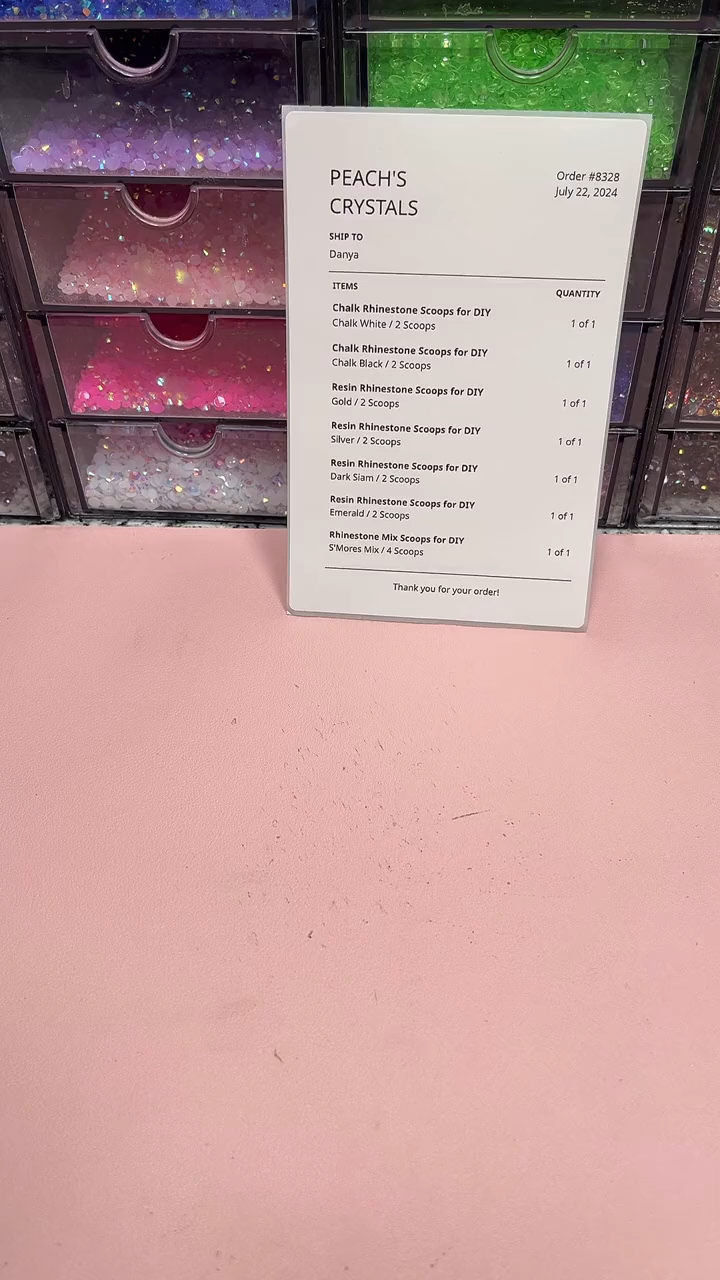 PEACH'S
CRYSTALS
Order #8328
July 22, 2024
SHIP TO
Danya
ITEMS QUANTITY
Chalk Rhinestone Scoops for DIY
Chalk White / 2 Scoops 1 of 1
Chalk Rhinestone Scoops for DIY
Chalk Black / 2 Scoops 1 of 1
Resin Rhinestone Scoops for DIY
Gold / 2 Scoops 1 of 1
Resin Rhinestone Scoops for DIY
Silver / 2 Scoops 1 of 1
Resin Rhinestone Scoops for DIY
Dark Siam / 2 Scoops 1 of 1
Resin Rhinestone Scoops for DIY
Emerald / 2 Scoops 1 of 1
Rhinestone Mix Scoops for DIY
S'Mores Mix / 4 Scoops 1 of 1
Thank you for your order!